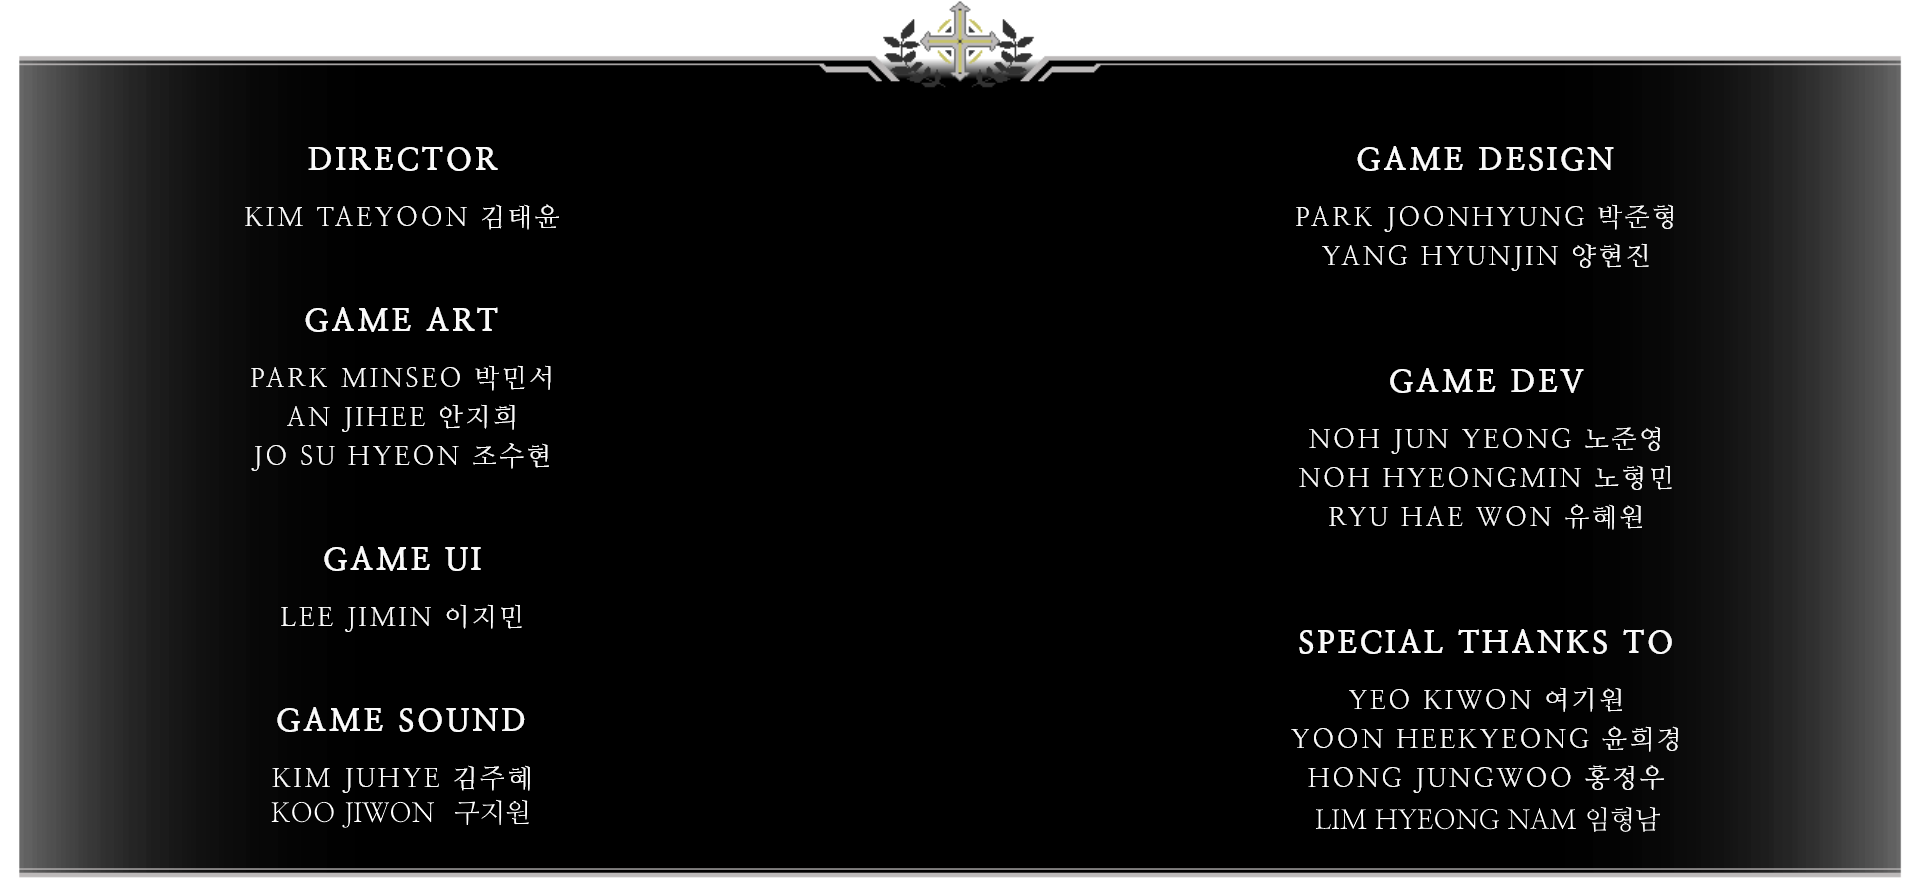 DIRECTOR
KIM TAEYOON 김태윤
GAME ART
PARK MINSEO 박민서
AN JIHEE 안지희
JO SU HYEON 조수현
GAME UI
LEE JIMIN 이지민
GAME SOUND
KIM JUHYE 김주혜
KOO JIWON 구지원
GAME DESIGN
PARK JOONHYUNG 박준형
YANG HYUNJIN 양현진
GAME DEV
NOH JUN YEONG 노준영
NOH HYEONGMIN 노형민
RYU HAE WON 유혜원
SPECIAL THANKS TO
YEO KIWON 여기원
YOON HEEKYEONG 윤희경
HONG JUNGWOO 홍정우
LIM HYEONG NAM 임형남